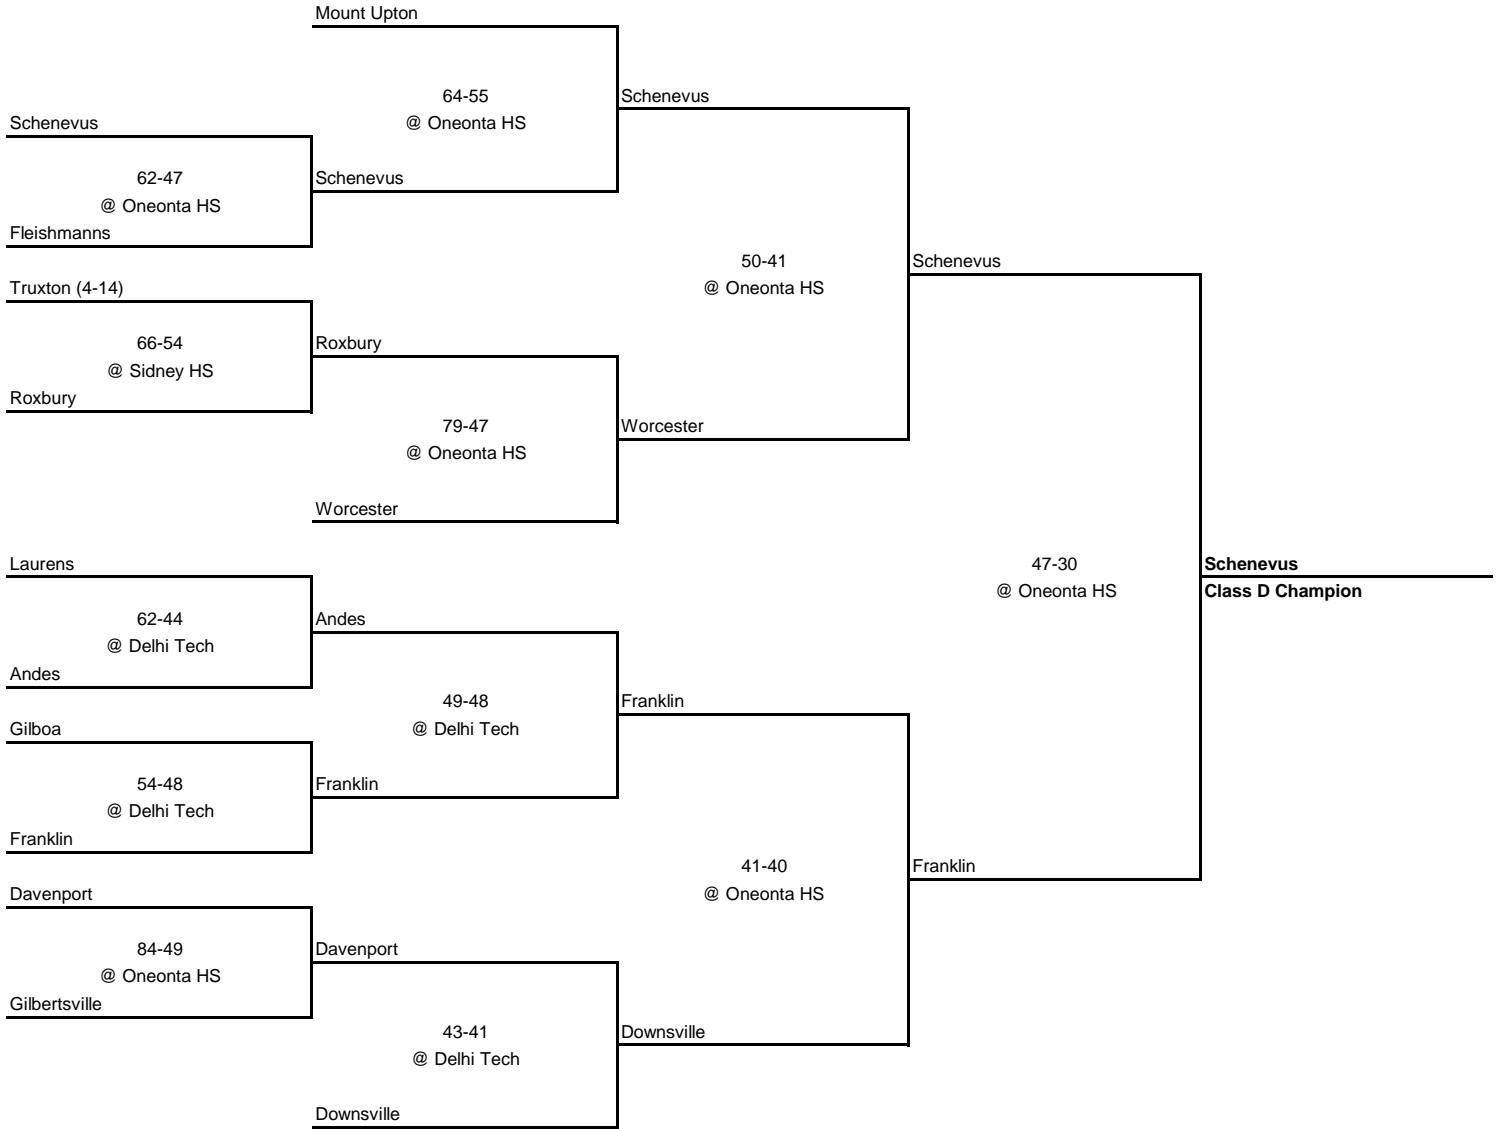 Mount Upton
64-55
@ Oneonta HS
Schenevus
Schenevus
62-47
@ Oneonta HS
Schenevus
Fleishmanns
50-41
@ Oneonta HS
Schenevus
Truxton (4-14)
66-54
@ Sidney HS
Roxbury
Roxbury
79-47
@ Oneonta HS
Worcester
Worcester
Laurens
47-30
@ Oneonta HS
Schenevus
Class D Champion
62-44
@ Delhi Tech
Andes
Andes
49-48
@ Delhi Tech
Franklin
Gilboa
54-48
@ Delhi Tech
Franklin
Franklin
41-40
@ Oneonta HS
Franklin
Davenport
84-49
@ Oneonta HS
Davenport
Gilbertsville
43-41
@ Delhi Tech
Downsville
Downsville